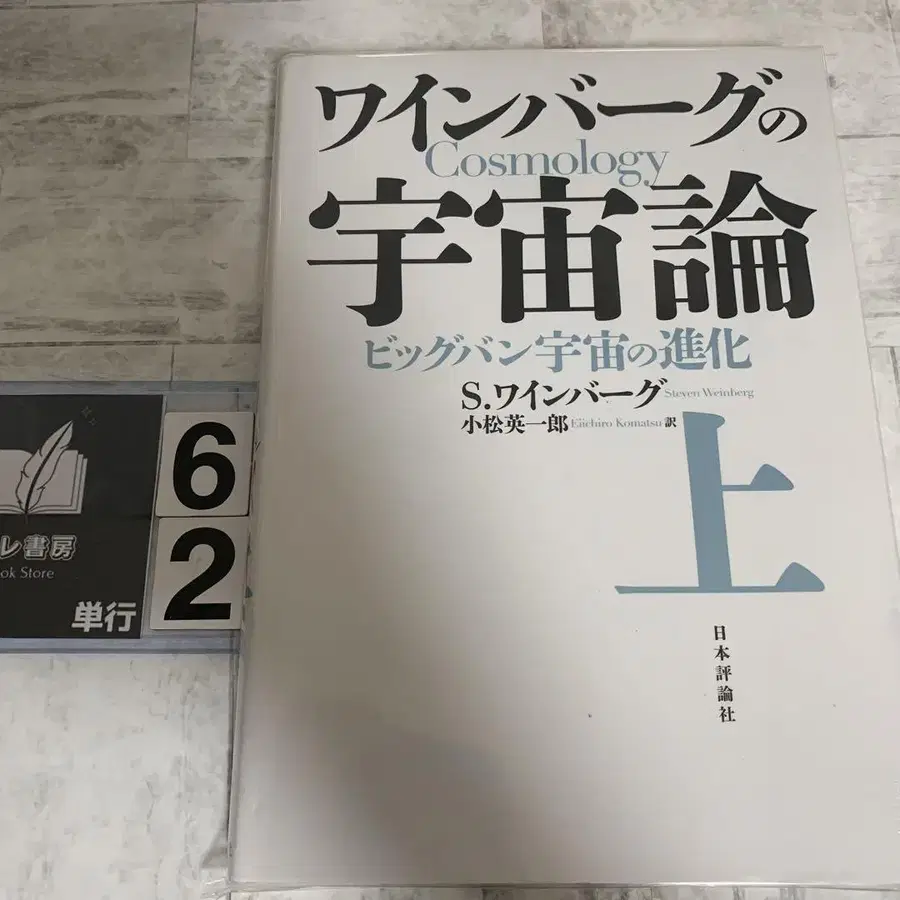 ワインバーグの
Cosmology
宇宙論
ビッグバン宇宙の進化
S.ワインバーグ Steven Weinberg
小松英一郎 Eiichiro Komatsu 訳
上
日本評論社
レ書房
ok Store
単行
6
2